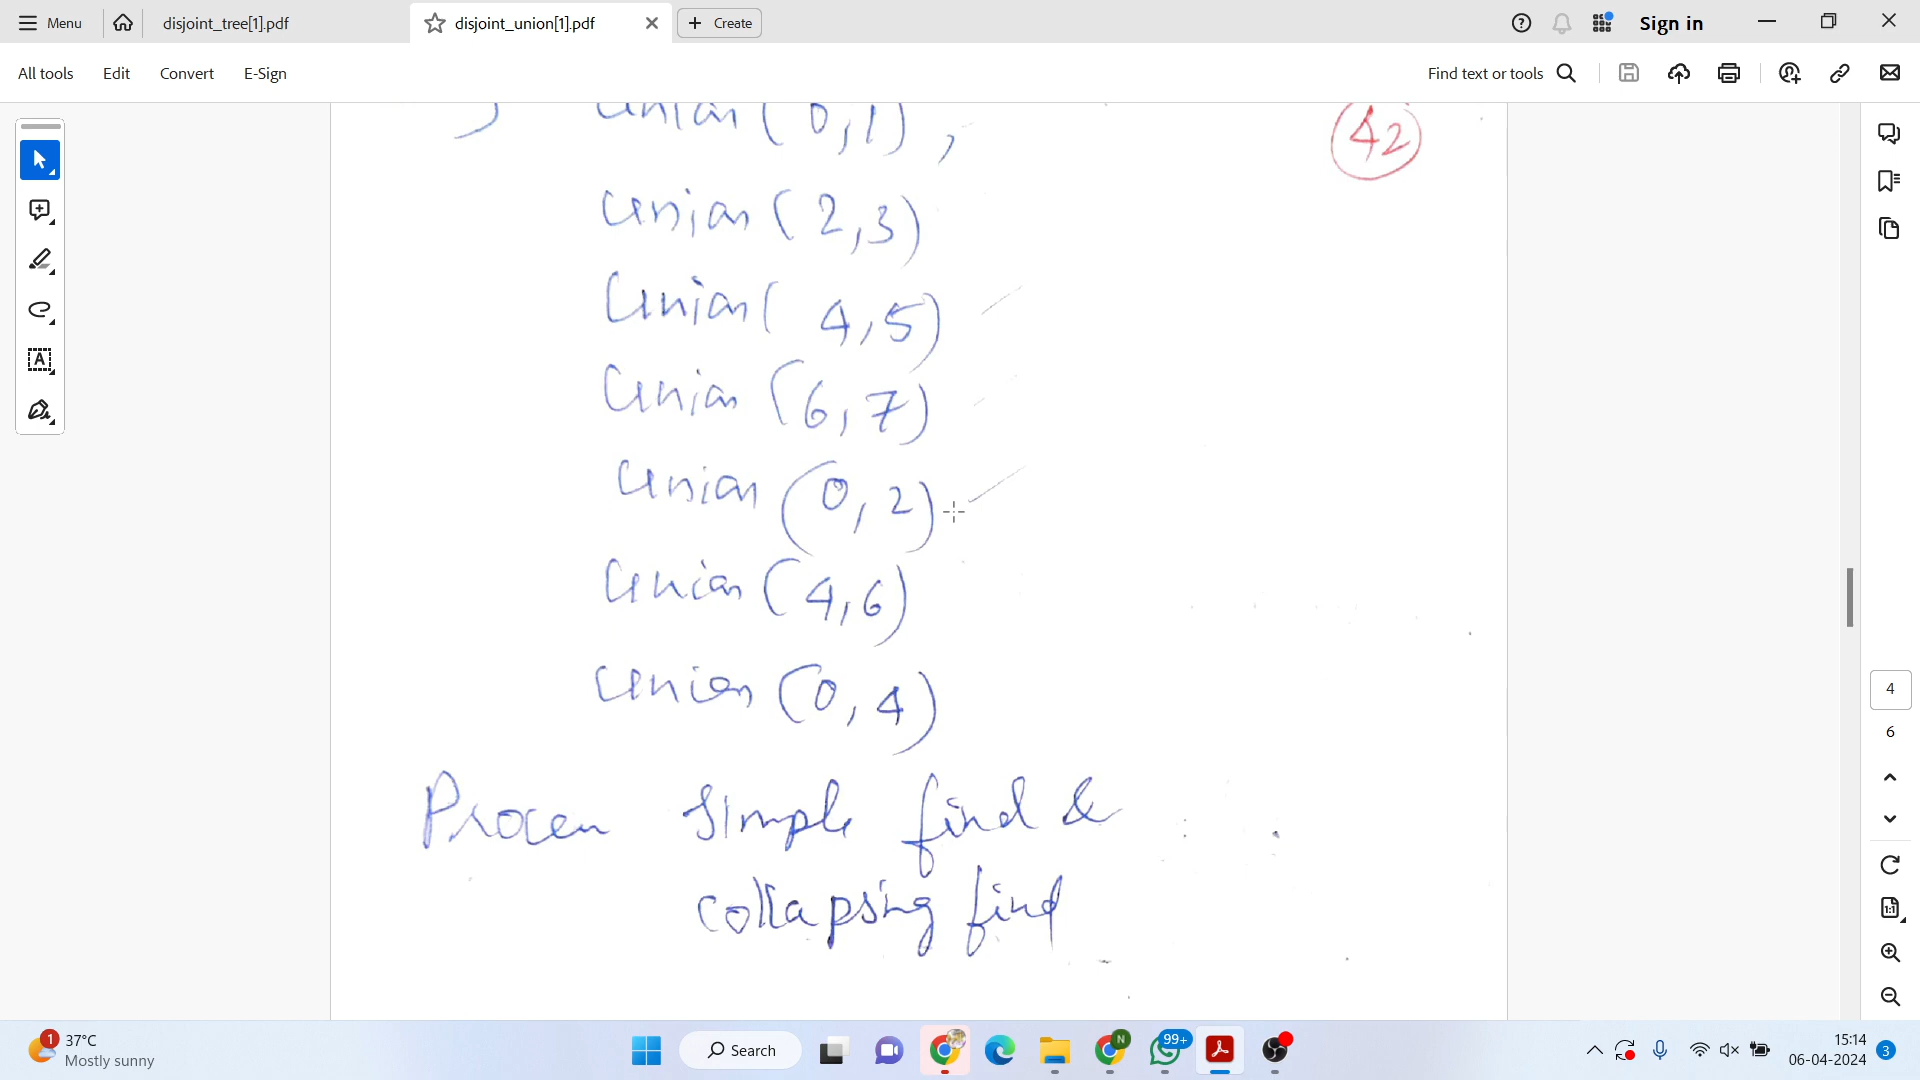 Menu
disjoint_tree[1].pdf
disjoint_union[1].pdf
Create
Sign in
All tools
Edit
Convert
E-Sign
Find text or tools
Union (0,1),
42
Union (2,3)
Union( 4,5)
Union (6,7)
Union (0,2)
Union (4,6)
Union (0,4)
Process Simple find &
collapsing find
4
6
1
37°C
Mostly sunny
Search
N
99+
15:14
06-04-2024
3